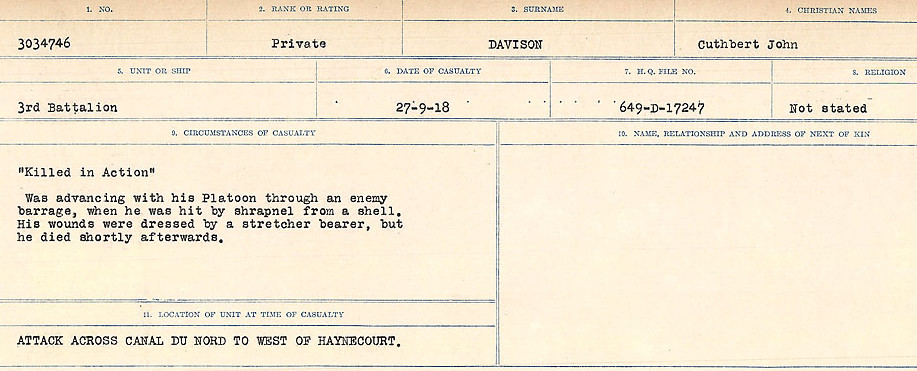 1. NO. 2. RANK OR RATING 3. SURNAME 4. CHRISTIAN NAMES
3034746 Private DAVISON Cuthbert John
5. UNIT OR SHIP 6. DATE OF CASUALTY 7. H.Q. FILE NO. 8. RELIGION
3rd Battalion 27-9-18 649-D-17247 Not stated
9. CIRCUMSTANCES OF CASUALTY
"Killed in Action"
Was advancing with his Platoon through an enemy
barrage, when he was hit by shrapnel from a shell.
His wounds were dressed by a stretcher bearer, but
he died shortly afterwards.
10. NAME, RELATIONSHIP AND ADDRESS OF NEXT OF KIN
11. LOCATION OF UNIT AT TIME OF CASUALTY
ATTACK ACROSS CANAL DU NORD TO WEST OF HAYNECOURT.